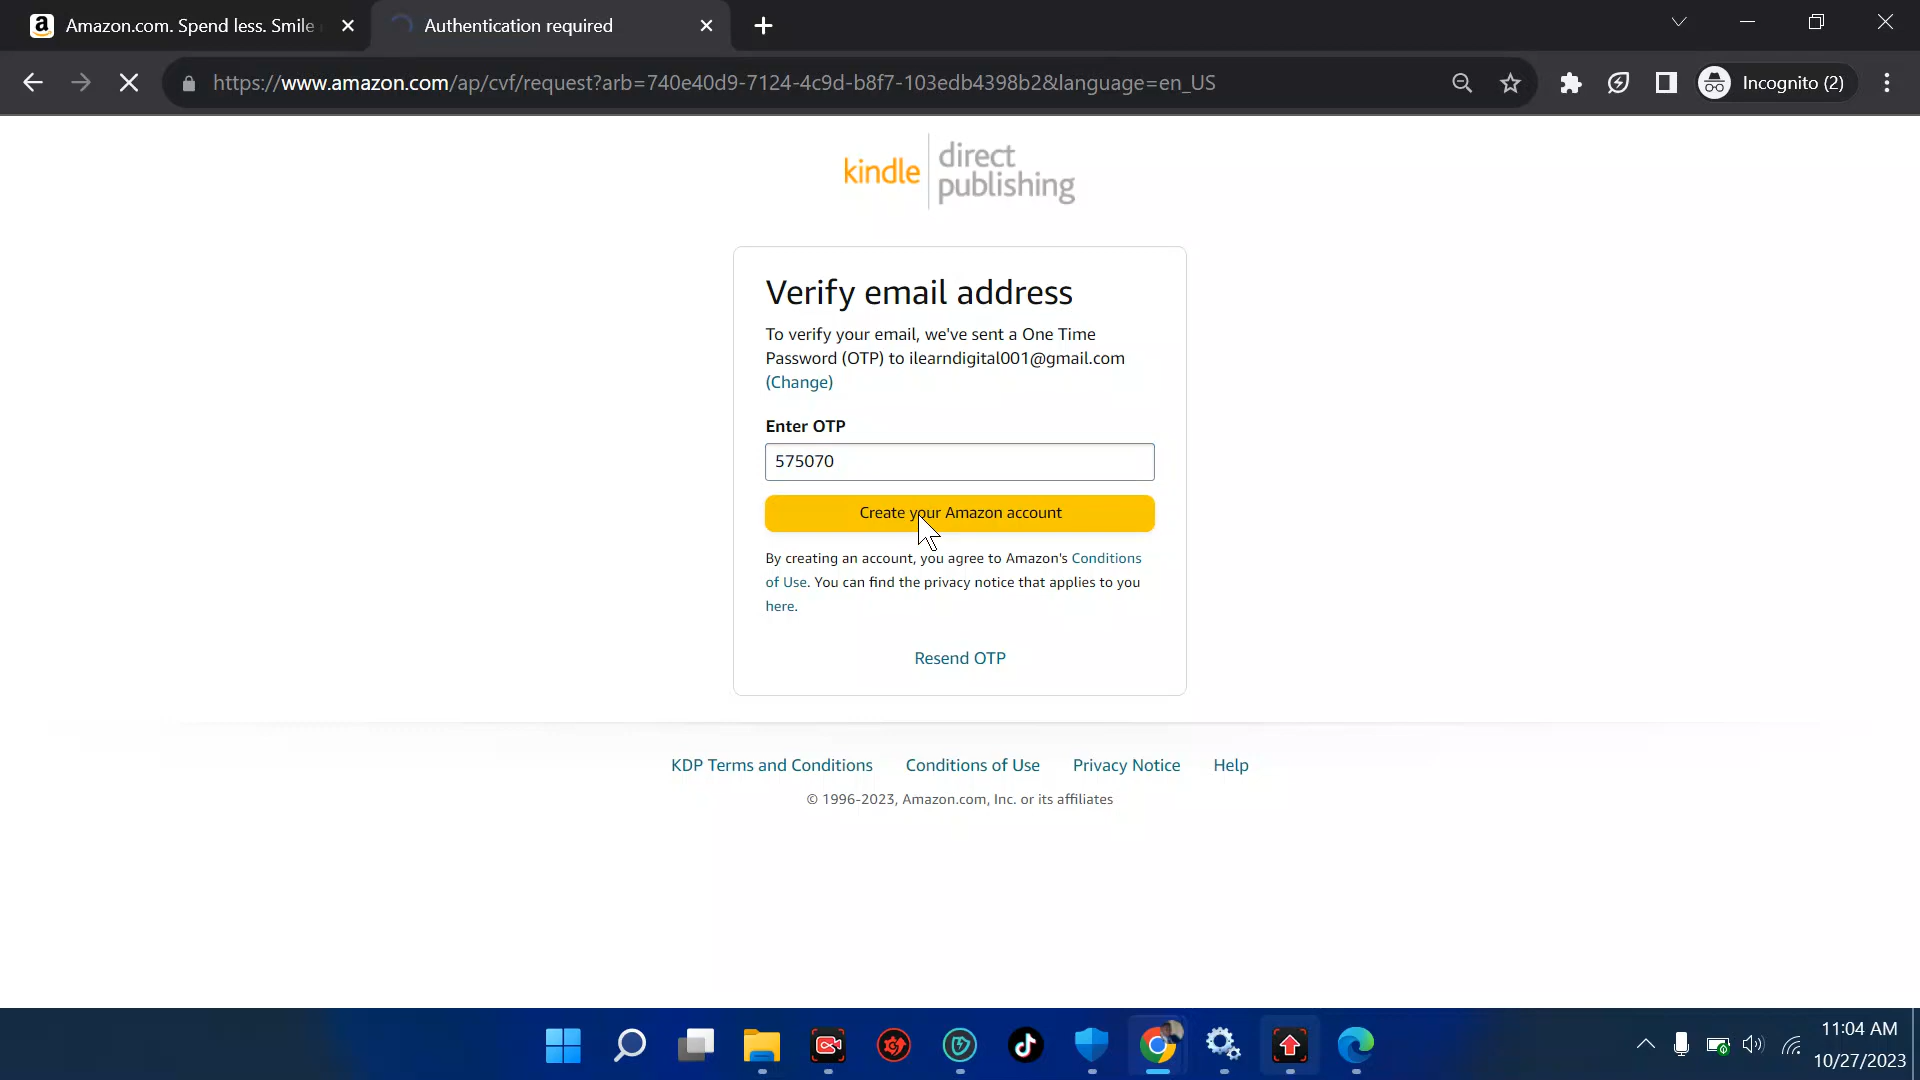 Amazon.com. Spend less. Smile
Authentication required
https://www.amazon.com/ap/cvf/request?arb=740e40d9-7124-4c9d-b8f7-103edb4398b2&language=en_US
Incognito (2)
kindle direct publishing
Verify email address
To verify your email, we've sent a One Time
Password (OTP) to ilearndigital001@gmail.com
(Change)
Enter OTP
575070
Create your Amazon account
By creating an account, you agree to Amazon's Conditions
of Use. You can find the privacy notice that applies to you
here.
Resend OTP
KDP Terms and Conditions Conditions of Use Privacy Notice Help
© 1996-2023, Amazon.com, Inc. or its affiliates
11:04 AM
10/27/2023